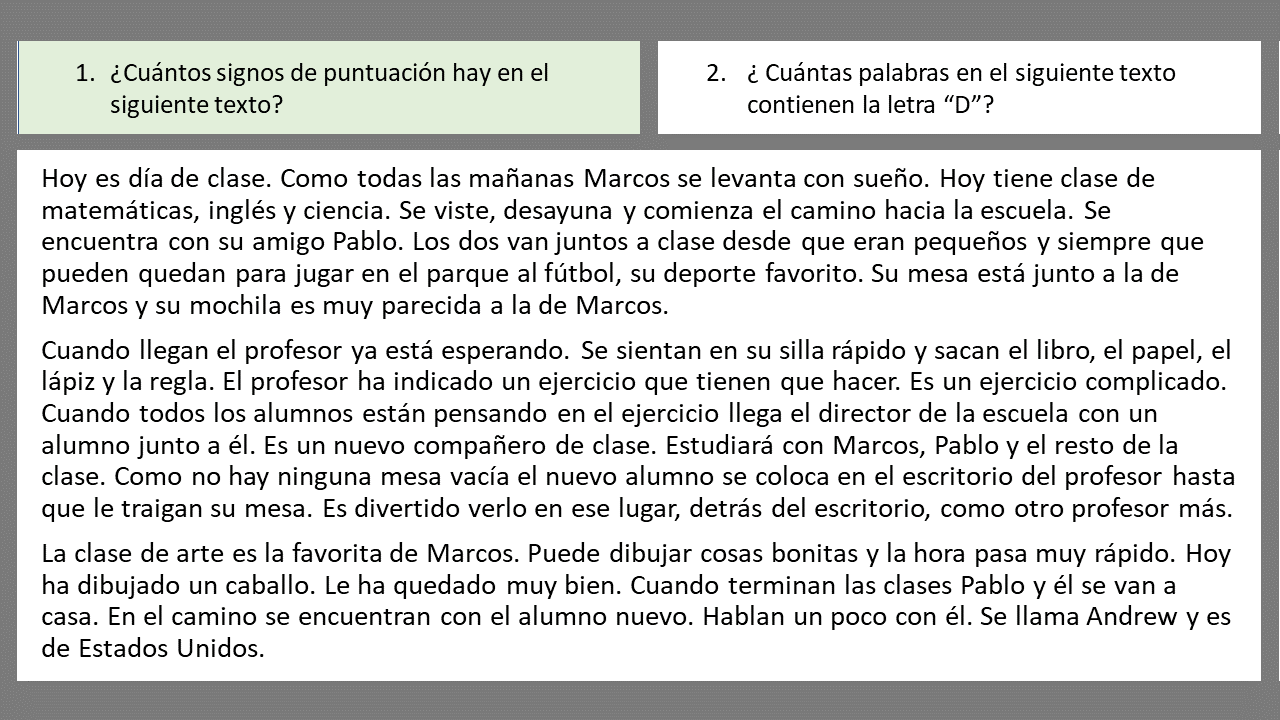 1. ¿Cuántos signos de puntuación hay en el
siguiente texto?
2. ¿ Cuántas palabras en el siguiente texto
contienen la letra “D”?
Hoy es día de clase. Como todas las mañanas Marcos se levanta con sueño. Hoy tiene clase de
matemáticas, inglés y ciencia. Se viste, desayuna y comienza el camino hacia la escuela. Se
encuentra con su amigo Pablo. Los dos van juntos a clase desde que eran pequeños y siempre que
pueden quedan para jugar en el parque al fútbol, su deporte favorito. Su mesa está junto a la de
Marcos y su mochila es muy parecida a la de Marcos.
Cuando llegan el profesor ya está esperando. Se sientan en su silla rápido y sacan el libro, el papel, el
lápiz y la regla. El profesor ha indicado un ejercicio que tienen que hacer. Es un ejercicio complicado.
Cuando todos los alumnos están pensando en el ejercicio llega el director de la escuela con un
alumno junto a él. Es un nuevo compañero de clase. Estudiará con Marcos, Pablo y el resto de la
clase. Como no hay ninguna mesa vacía el nuevo alumno se coloca en el escritorio del profesor hasta
que le traigan su mesa. Es divertido verlo en ese lugar, detrás del escritorio, como otro profesor más.
La clase de arte es la favorita de Marcos. Puede dibujar cosas bonitas y la hora pasa muy rápido. Hoy
ha dibujado un caballo. Le ha quedado muy bien. Cuando terminan las clases Pablo y él se van a
casa. En el camino se encuentran con el alumno nuevo. Hablan un poco con él. Se llama Andrew y es
de Estados Unidos.